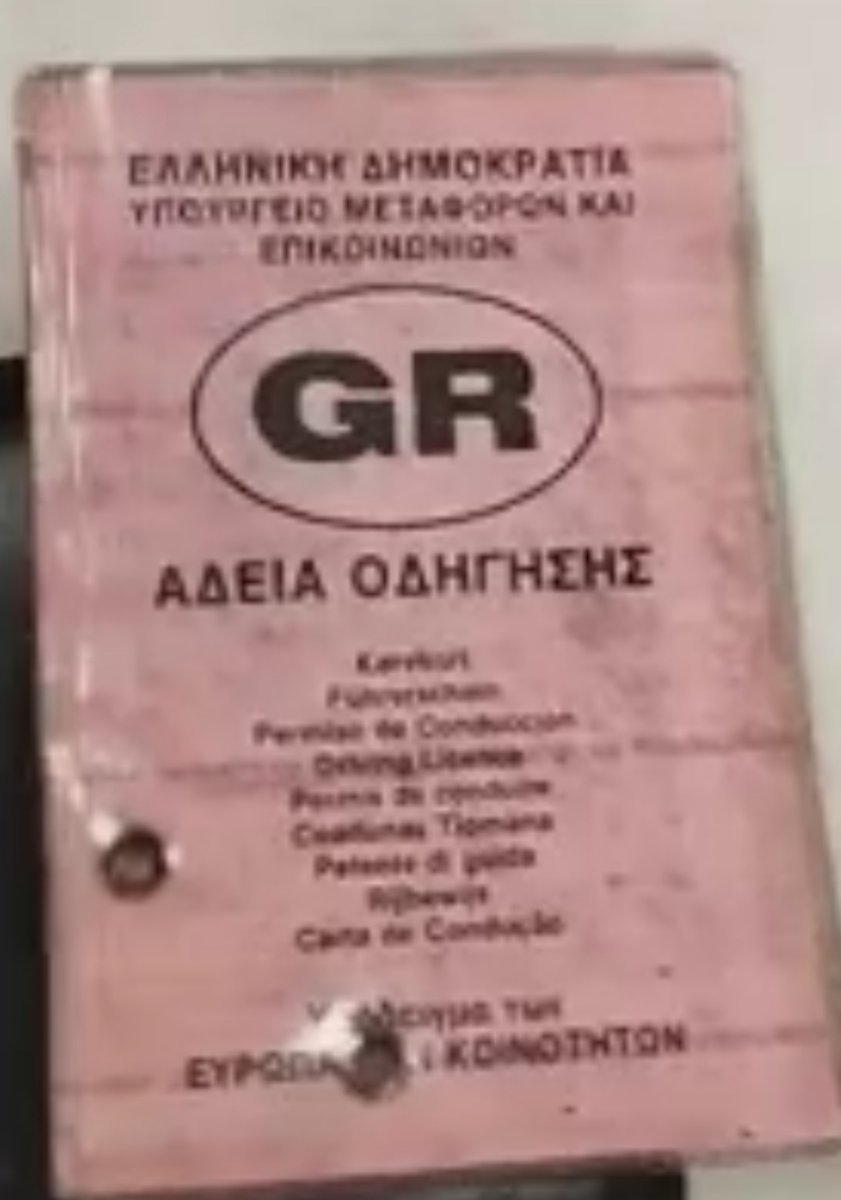 ΕΛΛΗΝΙΚΗ ΔΗΜΟΚΡΑΤΙΑ
ΥΠΟΥΡΓΕΙΟ ΜΕΤΑΦΟΡΩΝ ΚΑΙ
ΕΠΙΚΟΙΝΩΝΙΩΝ
GR
ΑΔΕΙΑ ΟΔΗΓΗΣΗΣ
Kørekort
Führerschein
Permiso de Conducción
Driving Licence
Permis de conduire
Ceadúnas Tiomána
Patente di guida
Rijbewijs
Carta de Condução
των
ΚΟΙΝΟΤΗΤΩΝ